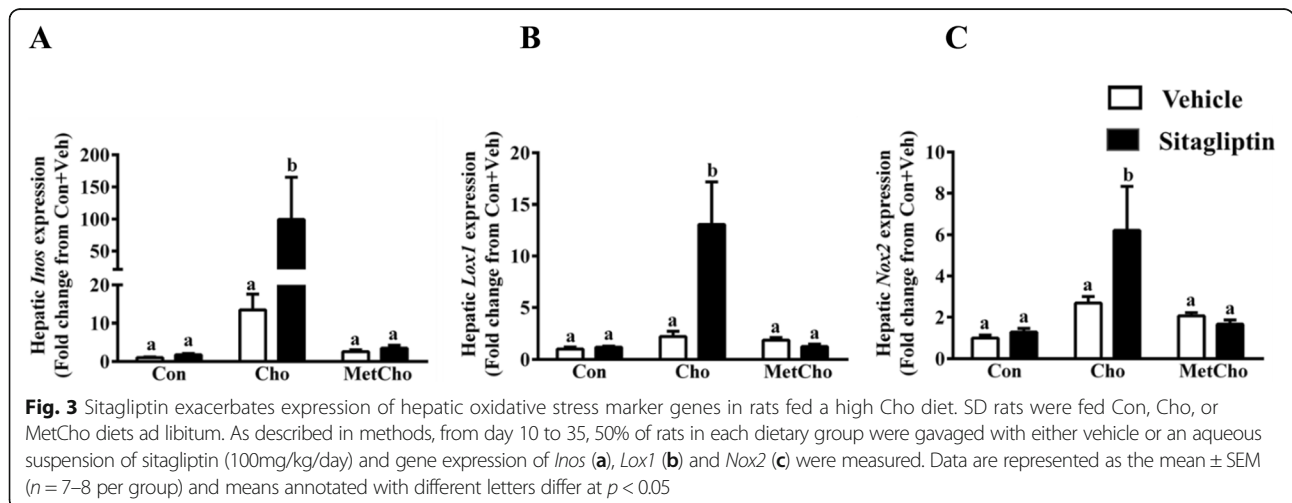 A
B
C
Vehicle
Sitagliptin
Hepatic Inos expression
(Fold change from Con+Veh)
200
150
100
50
20
10
0
a
a
a
b
a
a
Con
Cho
MetCho
Hepatic Lox1 expression
(Fold change from Con+Veh)
20
15
10
5
0
a
a
a
b
a
a
Con
Cho
MetCho
Hepatic Nox2 expression
(Fold change from Con+Veh)
10
8
6
4
2
0
a
a
a
b
a
a
Con
Cho
MetCho
Fig. 3 Sitagliptin exacerbates expression of hepatic oxidative stress marker genes in rats fed a high Cho diet. SD rats were fed Con, Cho, or
MetCho diets ad libitum. As described in methods, from day 10 to 35, 50% of rats in each dietary group were gavaged with either vehicle or an aqueous
suspension of sitagliptin (100mg/kg/day) and gene expression of Inos (a), Lox1 (b) and Nox2 (c) were measured. Data are represented as the mean ± SEM
(n = 7–8 per group) and means annotated with different letters differ at p < 0.05